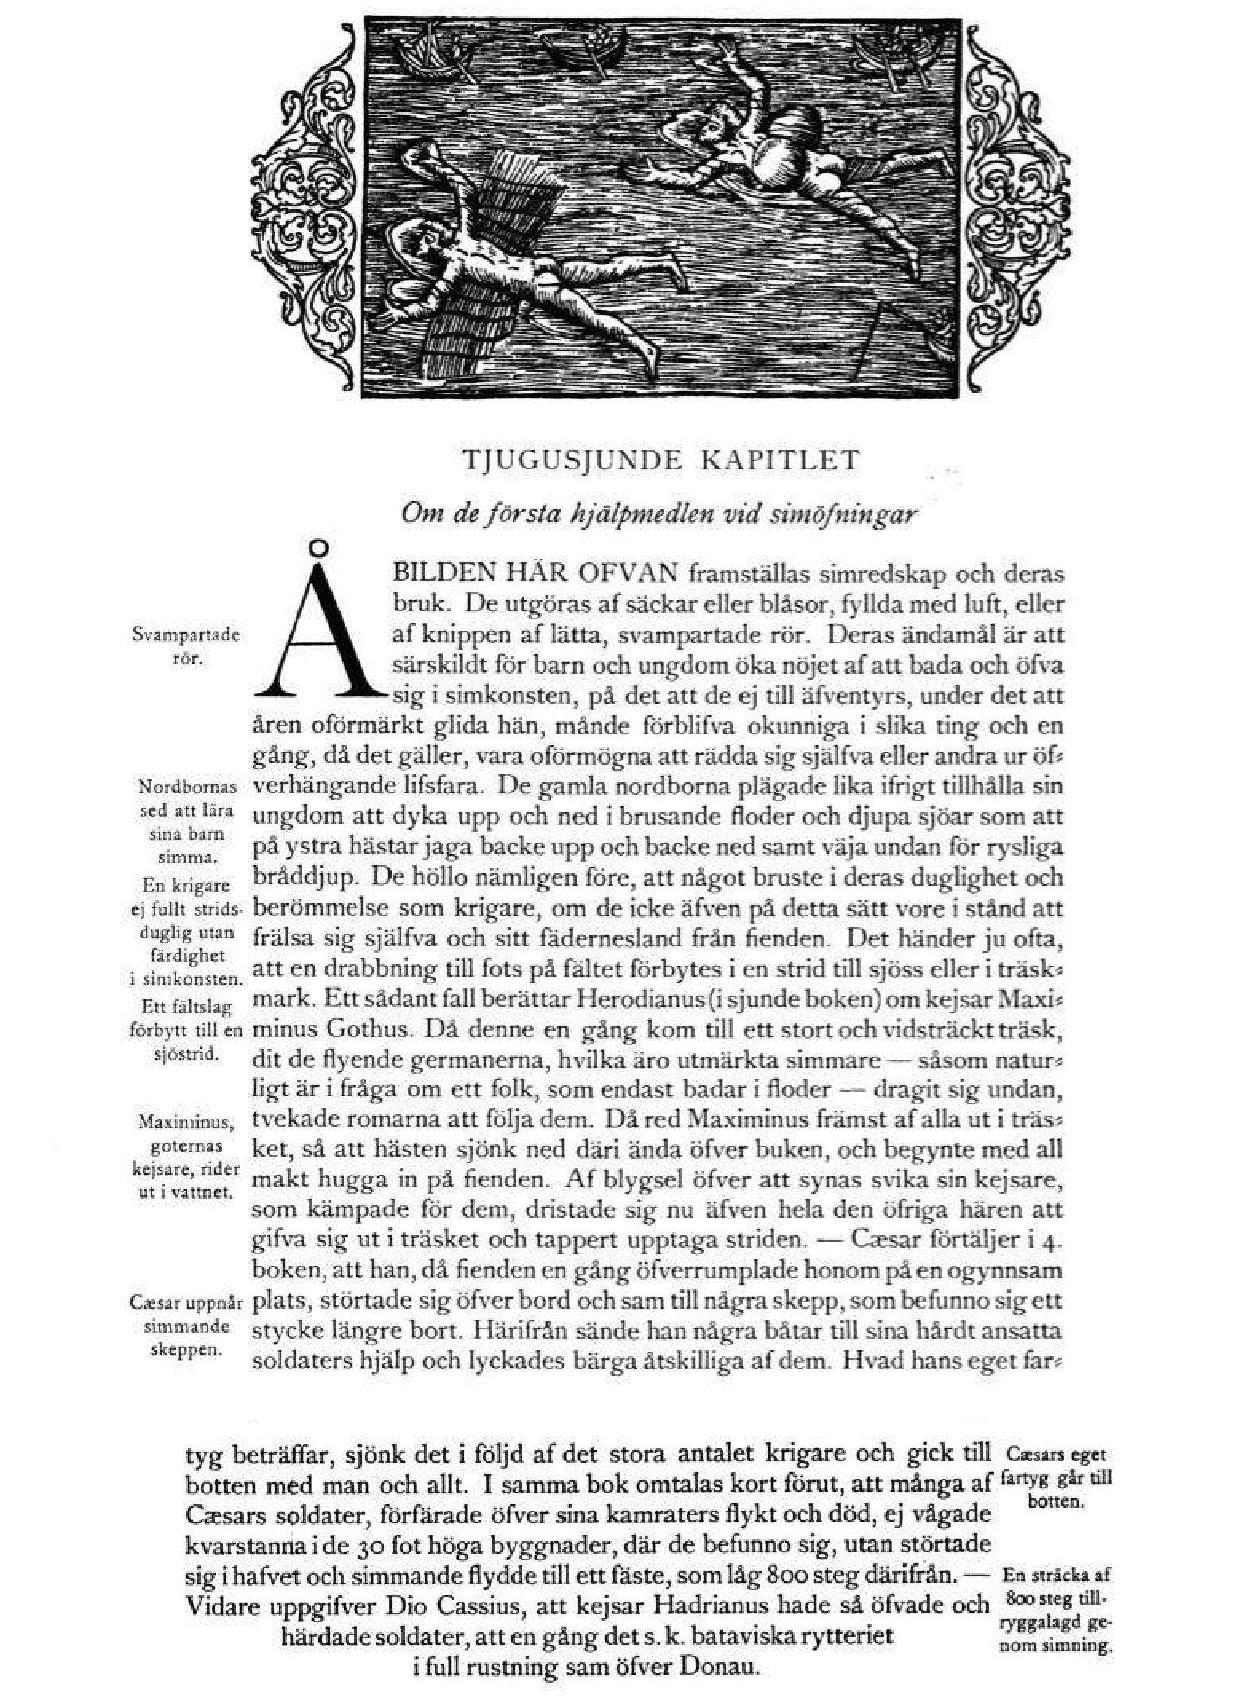 TJUGUSJUNDE KAPITLET
Om de första hjälpmedlen vid simöfningar
Å BILDEN HÄR OFVAN framställas simredskap och deras
bruk. De utgöras af säckar eller blåsor, fyllda med luft, eller
af knippen af lätta, svampartade rör. Deras ändamål är att
särskildt för barn och ungdom öka nöjet af att bada och öfva
sig i simkonsten, på det att de ej till äfventyrs, under det att
åren oförmärkt glida hän, månde förblifva okunniga i slika ting och en
gång, då det gäller, vara oförmögna att rädda sig själfva eller andra ur öf-
verhängande lifsfara. De gamla nordborna plägade lika ifrigt tillhålla sin
ungdom att dyka upp och ned i brusande floder och djupa sjöar som att
på ystra hästar jaga backe upp och backe ned samt väja undan för rysliga
bråddjup. De höllo nämligen före, att något bruste i deras duglighet och
berömmelse som krigare, om de icke äfven på detta sätt vore i stånd att
frälsa sig själfva och sitt fädernesland från fienden. Det händer ju ofta,
att en drabbning till fots på fältet förbytes i en strid till sjöss eller i träsk-
mark. Ett sådant fall berättar Herodianus (i sjunde boken) om kejsar Maxi-
minus Gothus. Då denne en gång kom till ett stort och vidsträckt träsk,
dit de flyende germanerna, hvilka äro utmärkta simmare — såsom natur-
ligt är i fråga om ett folk, som endast badar i floder — dragit sig undan,
tvekade romarna att följa dem. Då red Maximinus främst af alla ut i träs-
ket, så att hästen sjönk ned däri ända öfver buken, och begynte med all
makt hugga in på fienden. Af blygsel öfver att synas svika sin kejsare,
som kämpade för dem, dristade sig nu äfven hela den öfriga hären att
gifva sig ut i träsket och tappert upptaga striden. — Cæsar förtäljer i 4.
boken, att han, då fienden en gång öfverrumplade honom på en ogynnsam
plats, störtade sig öfver bord och sam till några skepp, som befunno sig ett
stycke längre bort. Härifrån sände han några båtar till sina hårdt ansatta
soldaters hjälp och lyckades bärga åtskilliga af dem. Hvad hans eget far-
Svampartade
rör.
Nordbornas
sed att lära
sina barn
simma.
En krigare
ej fullt strids-
duglig utan
färdighet
i simkonsten.
Ett fältslag
förbytt till en
sjöstrid.
Maximinus,
goternas
kejsare, rider
ut i vattnet.
Cæsar uppnår
simmande
skeppen.
tyg beträffar, sjönk det i följd af det stora antalet krigare och gick till
botten med man och allt. I samma bok omtalas kort förut, att många af
Cæsars soldater, förfärade öfver sina kamraters flykt och död, ej vågade
kvarstanna i de 30 fot höga byggnader, där de befunno sig, utan störtade
sig i hafvet och simmande flydde till ett fäste, som låg 800 steg därifrån. —
Vidare uppgifver Dio Cassius, att kejsar Hadrianus hade så öfvade och
härdade soldater, att en gång det s. k. bataviska rytteriet
i full rustning sam öfver Donau.
Cæsars eget
fartyg går till
botten.
En sträcka af
800 steg till-
ryggalagd ge-
nom simning.